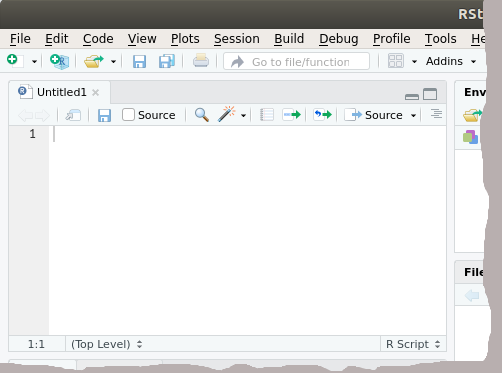 RSt
File Edit Code View Plots Session Build Debug Profile Tools He
Go to file/function Addins
Untitled1 Env
Source Source
1
File
1:1 (Top Level) R Script